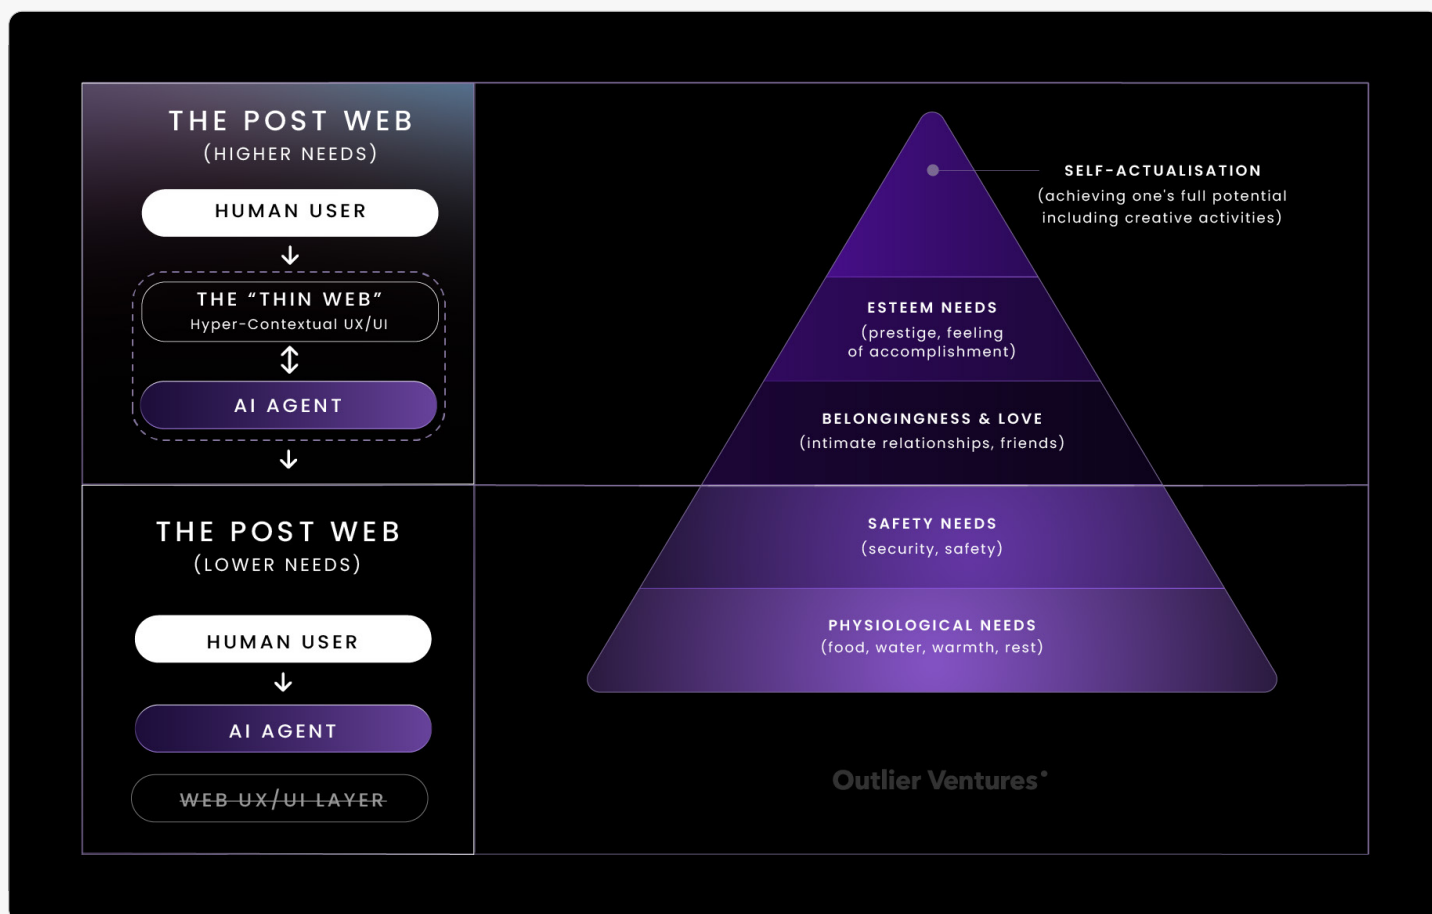 THE POST WEB
(HIGHER NEEDS)
HUMAN USER
THE “THIN WEB”
Hyper-Contextual UX/UI
AI AGENT
THE POST WEB
(LOWER NEEDS)
HUMAN USER
AI AGENT
WEB UX/UI LAYER
SELF-ACTUALISATION
(achieving one's full potential
including creative activities)
ESTEEM NEEDS
(prestige, feeling
of accomplishment)
BELONGINGNESS & LOVE
(intimate relationships, friends)
SAFETY NEEDS
(security, safety)
PHYSIOLOGICAL NEEDS
(food, water, warmth, rest)
Outlier Ventures